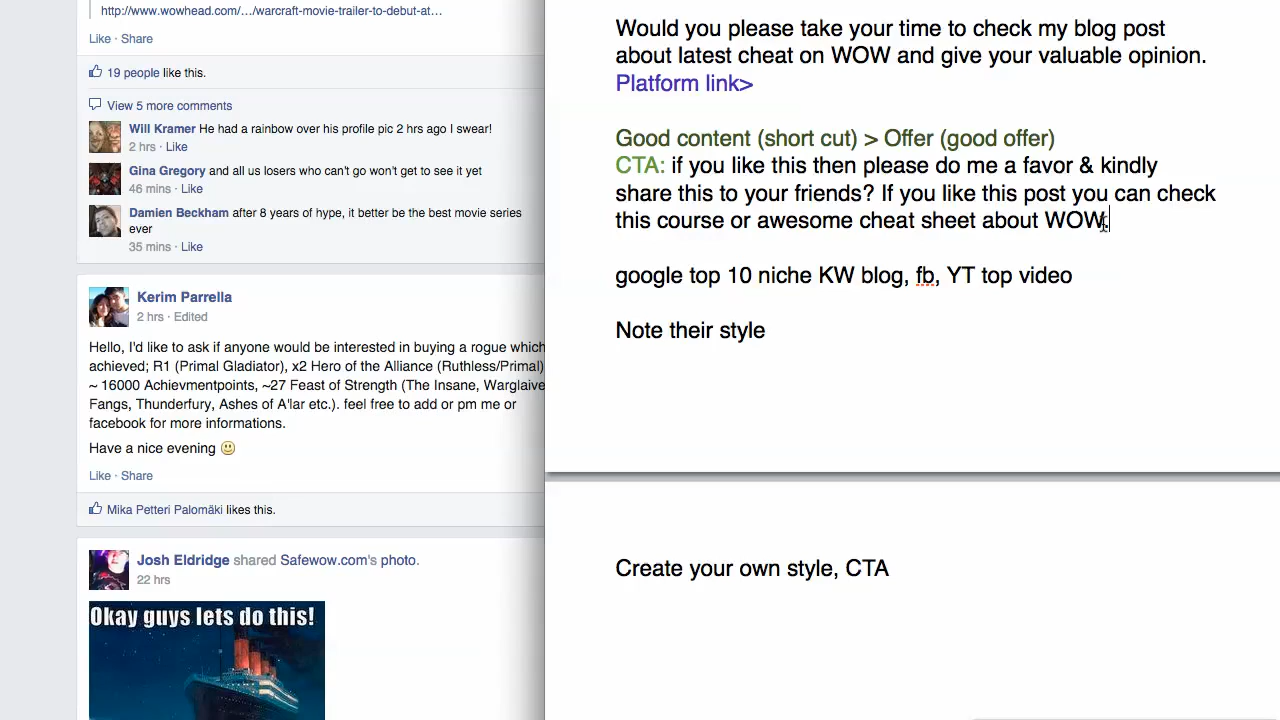 http://www.wowhead.com/…/warcraft-movie-trailer-to-debut-at…
Like · Share
19 people like this.
View 5 more comments
Will Kramer He had a rainbow over his profile pic 2 hrs ago I swear!
2 hrs · Like
Gina Gregory and all us losers who can't go won't get to see it yet
46 mins · Like
Damien Beckham after 8 years of hype, it better be the best movie series
ever
35 mins · Like
Kerim Parrella
2 hrs · Edited
Hello, I'd like to ask if anyone would be interested in buying a rogue which
achieved; R1 (Primal Gladiator), x2 Hero of the Alliance (Ruthless/Primal)
~ 16000 Achievmentpoints, ~27 Feast of Strength (The Insane, Warglaive
Fangs, Thunderfury, Ashes of A'lar etc.). feel free to add or pm me or
facebook for more informations.
Have a nice evening
Like · Share
Mika Petteri Palomäki likes this.
Josh Eldridge shared Safewow.com's photo.
22 hrs
Okay guys lets do this!
Would you please take your time to check my blog post
about latest cheat on WOW and give your valuable opinion.
Platform link>
Good content (short cut) > Offer (good offer)
CTA: if you like this then please do me a favor & kindly
share this to your friends? If you like this post you can check
this course or awesome cheat sheet about WOW.
google top 10 niche KW blog, fb, YT top video
Note their style
Create your own style, CTA